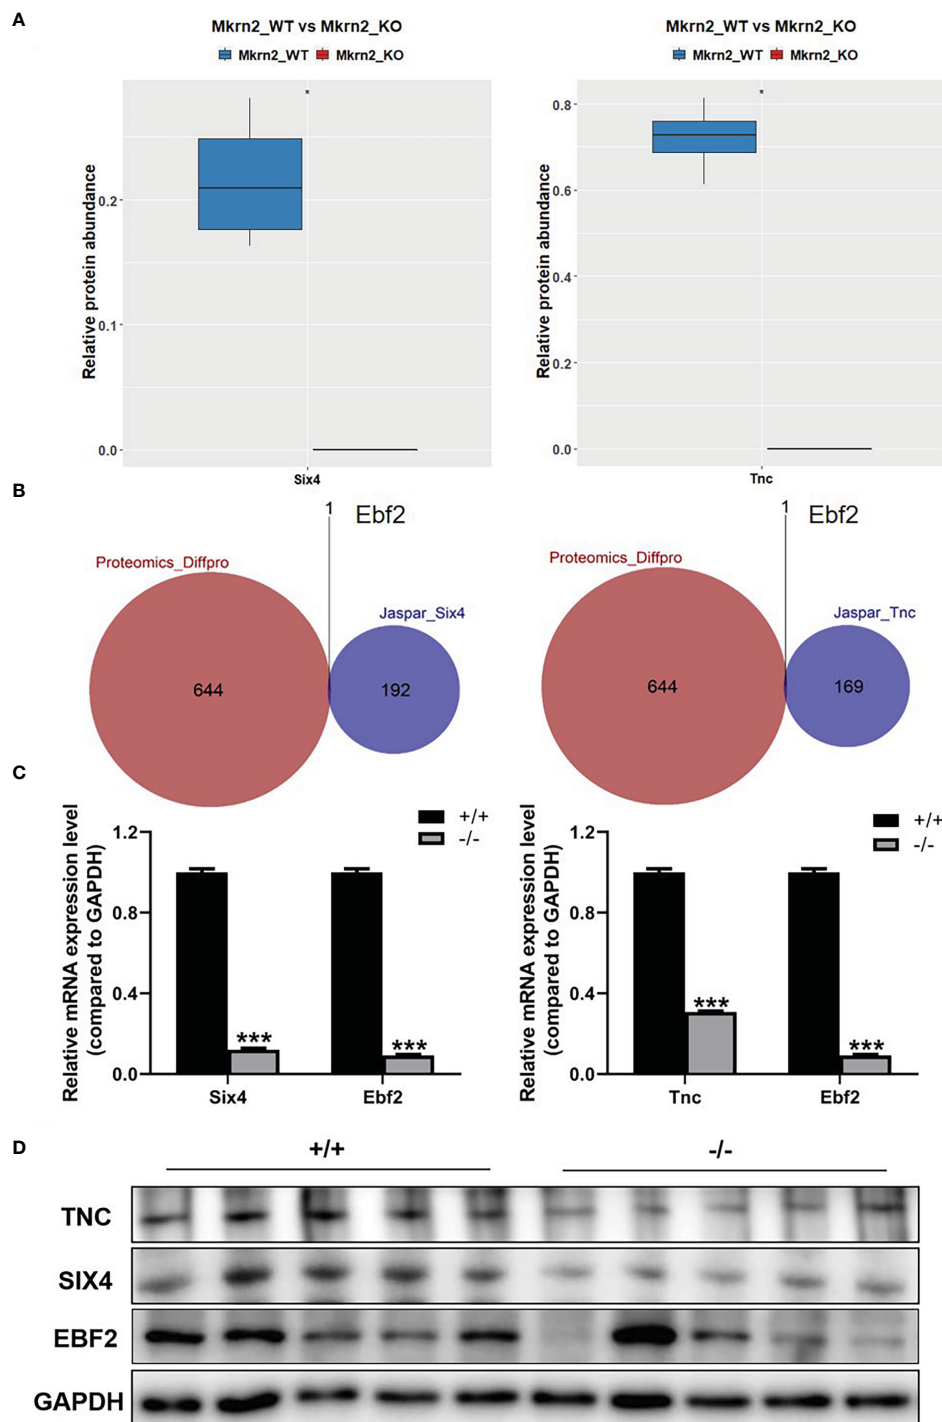 A
Mkrn2_WT vs Mkrn2_KO
Mkrn2_WT Mkrn2_KO
Relative protein abundance
0.2
0.1
0.0
*
Six4
Mkrn2_WT vs Mkrn2_KO
Mkrn2_WT Mkrn2_KO
Relative protein abundance
0.8
0.6
0.4
0.2
0.0
*
Tnc
B
1 Ebf2
Proteomics_Diffpro
Jaspar_Six4
644
192
1 Ebf2
Proteomics_Diffpro
Jaspar_Tnc
644
169
C
Relative mRNA expression level
(compared to GAPDH)
+/+
-/-
1.2
0.8
0.4
0.0
***
***
Six4 Ebf2
Relative mRNA expression level
(compared to GAPDH)
+/+
-/-
1.2
0.8
0.4
0.0
***
***
Tnc Ebf2
D
+/+ -/-
TNC
SIX4
EBF2
GAPDH